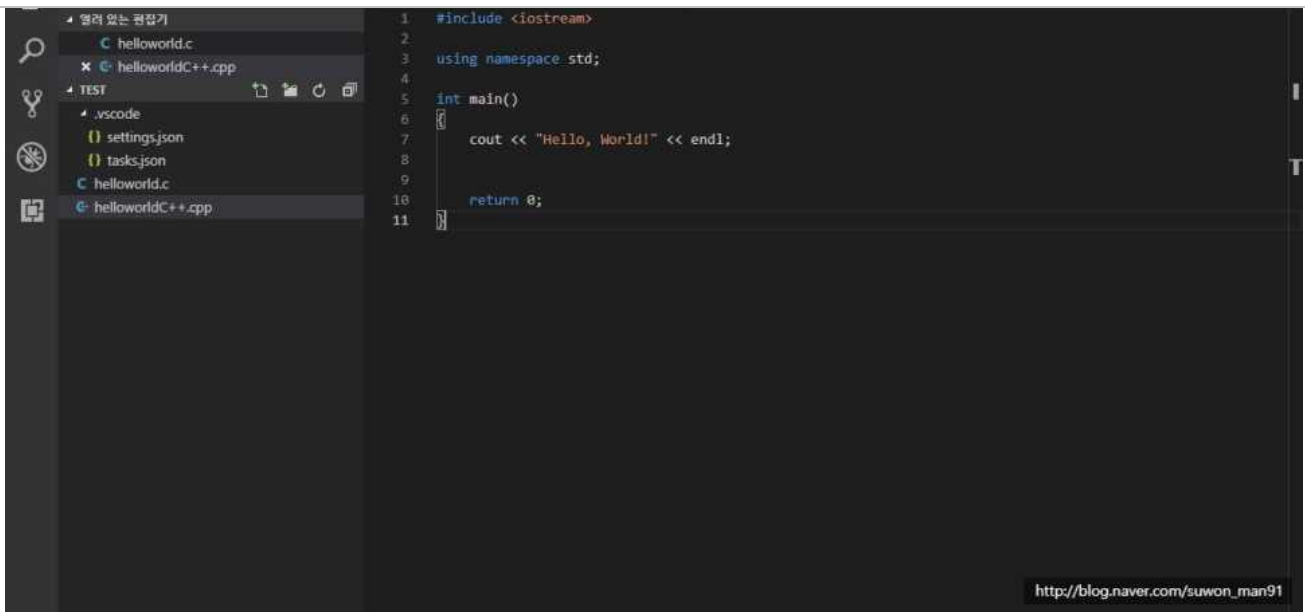 열려 있는 편집기
C helloworld.c
× C+ helloworldC++.cpp
TEST
.vscode
{} settings.json
{} tasks.json
C helloworld.c
C+ helloworldC++.cpp
1 #include <iostream>
2
3 using namespace std;
4
5 int main()
6 {
7 cout << "Hello, World!" << endl;
8
9
10 return 0;
11 }
T
http://blog.naver.com/suwon_man91